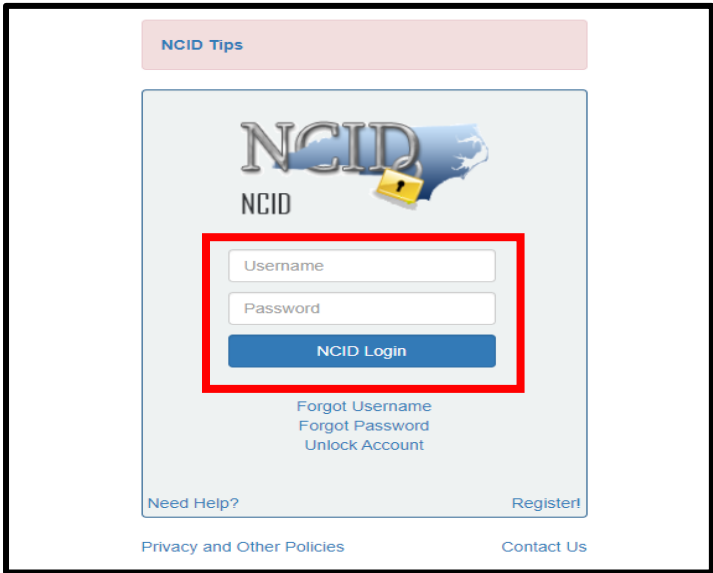 NCID Tips
NCID
NCID
Username
Password
NCID Login
Forgot Username
Forgot Password
Unlock Account
Need Help? Register!
Privacy and Other Policies Contact Us